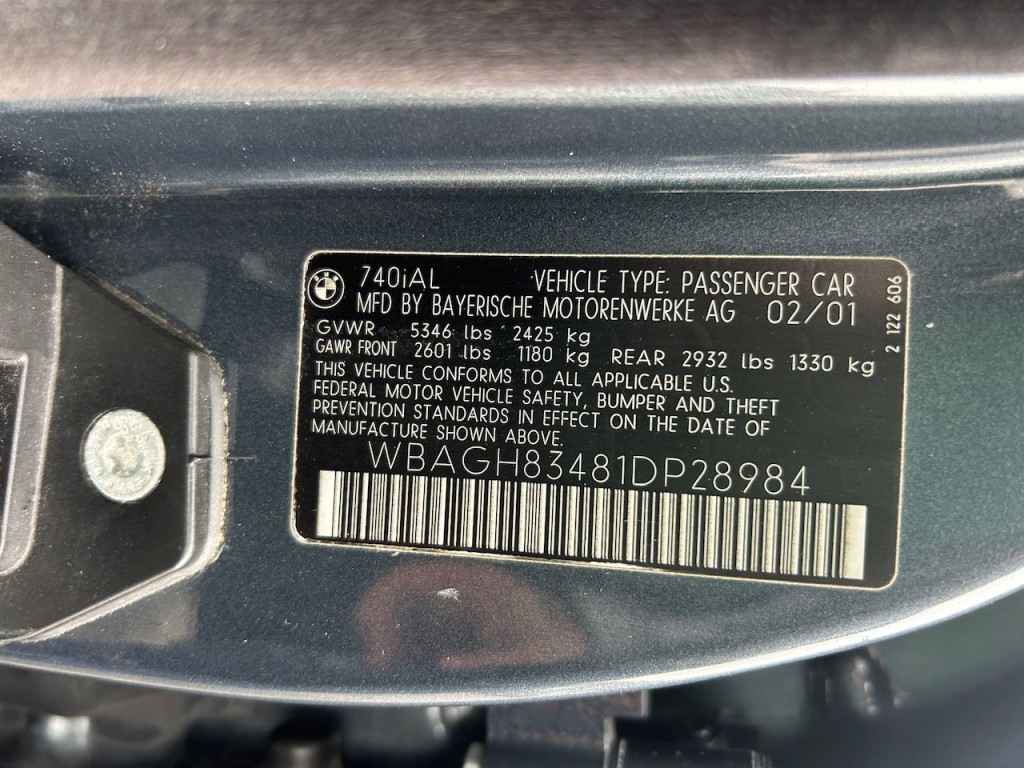 740iAL VEHICLE TYPE: PASSENGER CAR
MFD BY BAYERISCHE MOTORENWERKE AG 02/01
GVWR 5346 lbs 2425 kg
GAWR FRONT 2601 lbs 1180 kg REAR 2932 lbs 1330 kg
THIS VEHICLE CONFORMS TO ALL APPLICABLE U.S.
FEDERAL MOTOR VEHICLE SAFETY, BUMPER AND THEFT
PREVENTION STANDARDS IN EFFECT ON THE DATE OF
MANUFACTURE SHOWN ABOVE.
WBAGH83481DP28984
2 122 606